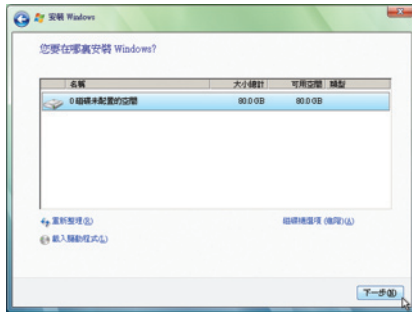 安裝 Windows
您要在哪裏安裝 Windows?
名稱 大小總計 可用空間 類型
0 磁碟未配置的空間 80.0 GB 80.0 GB
重新整理(R) 磁碟機選項 (進階)(A)
載入驅動程式(L)
下一步(N)